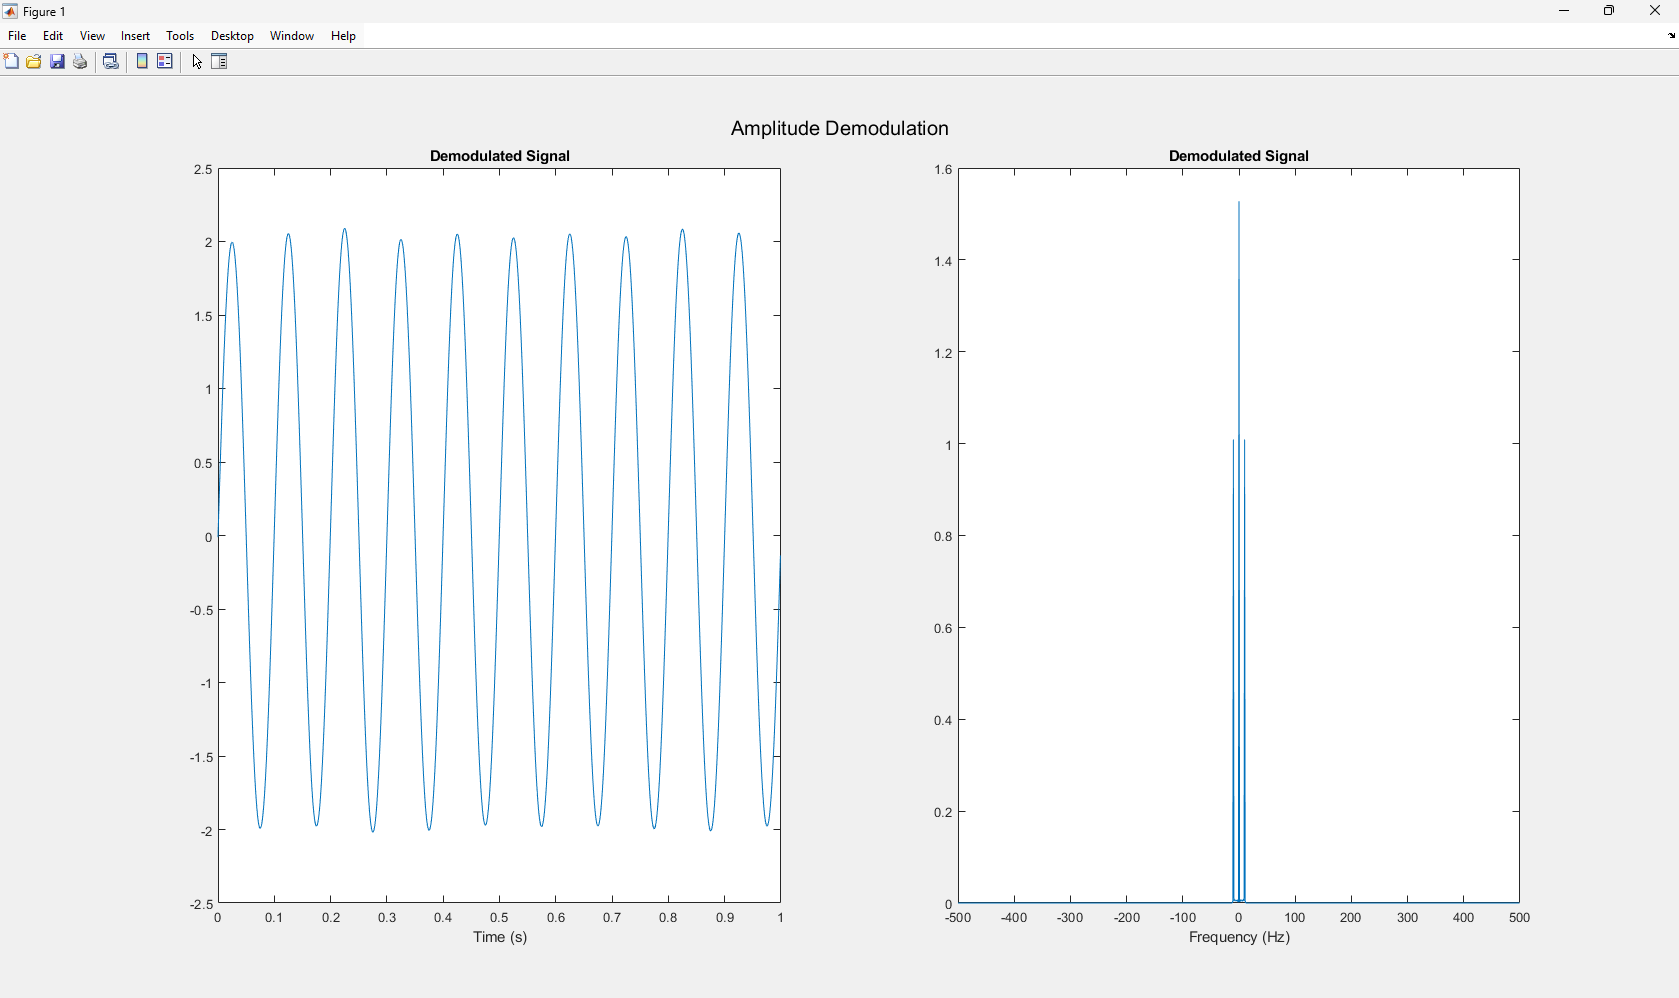 Figure 1
File Edit View Insert Tools Desktop Window Help
Amplitude Demodulation
Demodulated Signal
2.5
2
1.5
1
0.5
0
-0.5
-1
-1.5
-2
-2.5
0 0.1 0.2 0.3 0.4 0.5 0.6 0.7 0.8 0.9 1
Time (s)
Demodulated Signal
1.6
1.4
1.2
1
0.8
0.6
0.4
0.2
0
-500 -400 -300 -200 -100 0 100 200 300 400 500
Frequency (Hz)